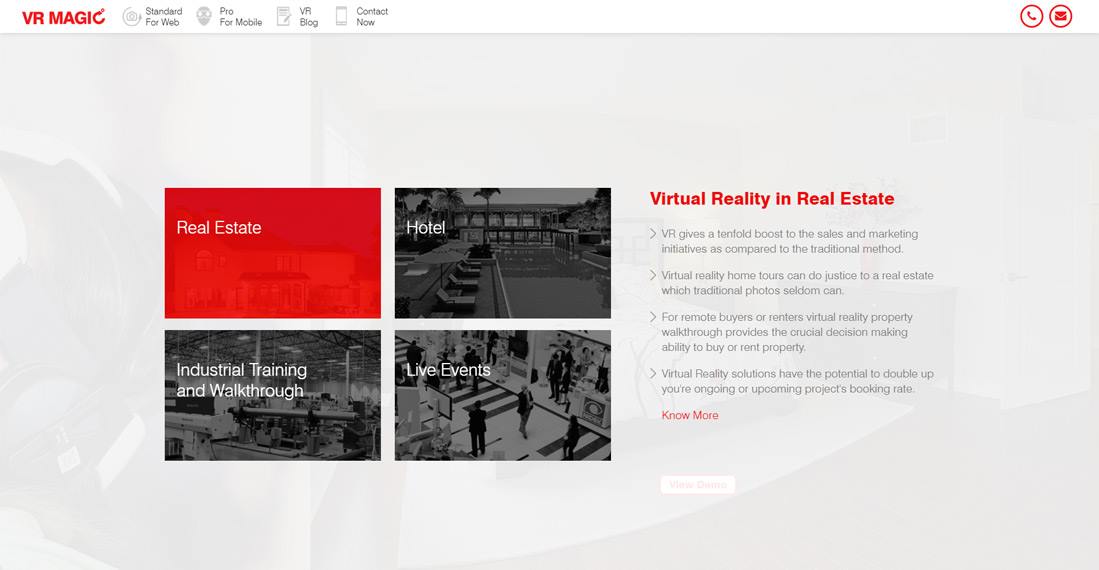 VR MAGIC
Standard
For Web
Pro
For Mobile
VR
Blog
Contact
Now
Real Estate
Hotel
Industrial Training
and Walkthrough
Live Events
Virtual Reality in Real Estate
VR gives a tenfold boost to the sales and marketing
initiatives as compared to the traditional method.
Virtual reality home tours can do justice to a real estate
which traditional photos seldom can.
For remote buyers or renters virtual reality property
walkthrough provides the crucial decision making
ability to buy or rent property.
Virtual Reality solutions have the potential to double up
you're ongoing or upcoming project's booking rate.
Know More
View Demo